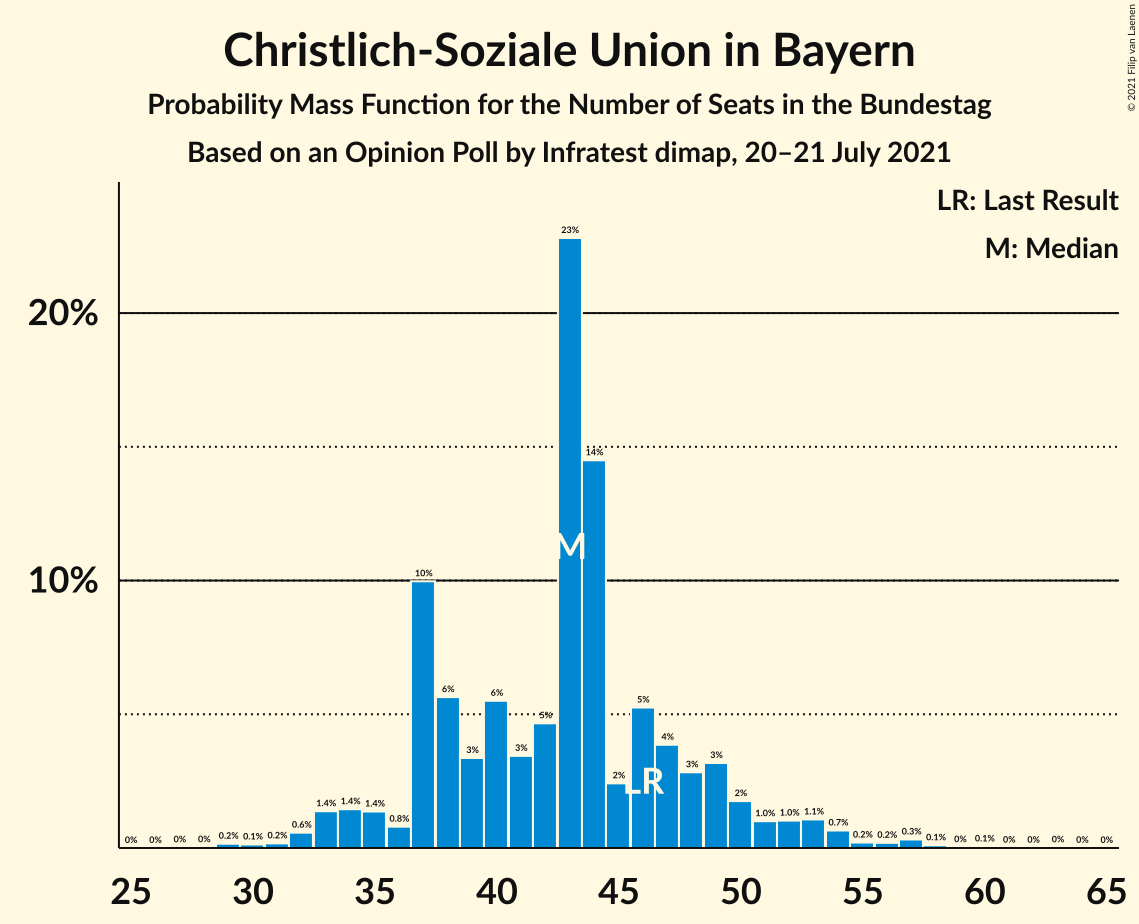 © 2021 Filip van Laenen
Christlich-Soziale Union in Bayern
Probability Mass Function for the Number of Seats in the Bundestag
Based on an Opinion Poll by Infratest dimap, 20–21 July 2021
LR: Last Result
M: Median
20%
10%
0% 0% 0% 0% 0.2% 0.1% 0.2% 0.6% 1.4% 1.4% 1.4% 0.8% 10% 6% 3% 6% 3% 5% 23% 14% 2% 5% 4% 3% 3% 2% 1.0% 1.0% 1.1% 0.7% 0.2% 0.2% 0.3% 0.1% 0% 0.1% 0% 0% 0% 0% 0%
M
LR
25 30 35 40 45 50 55 60 65